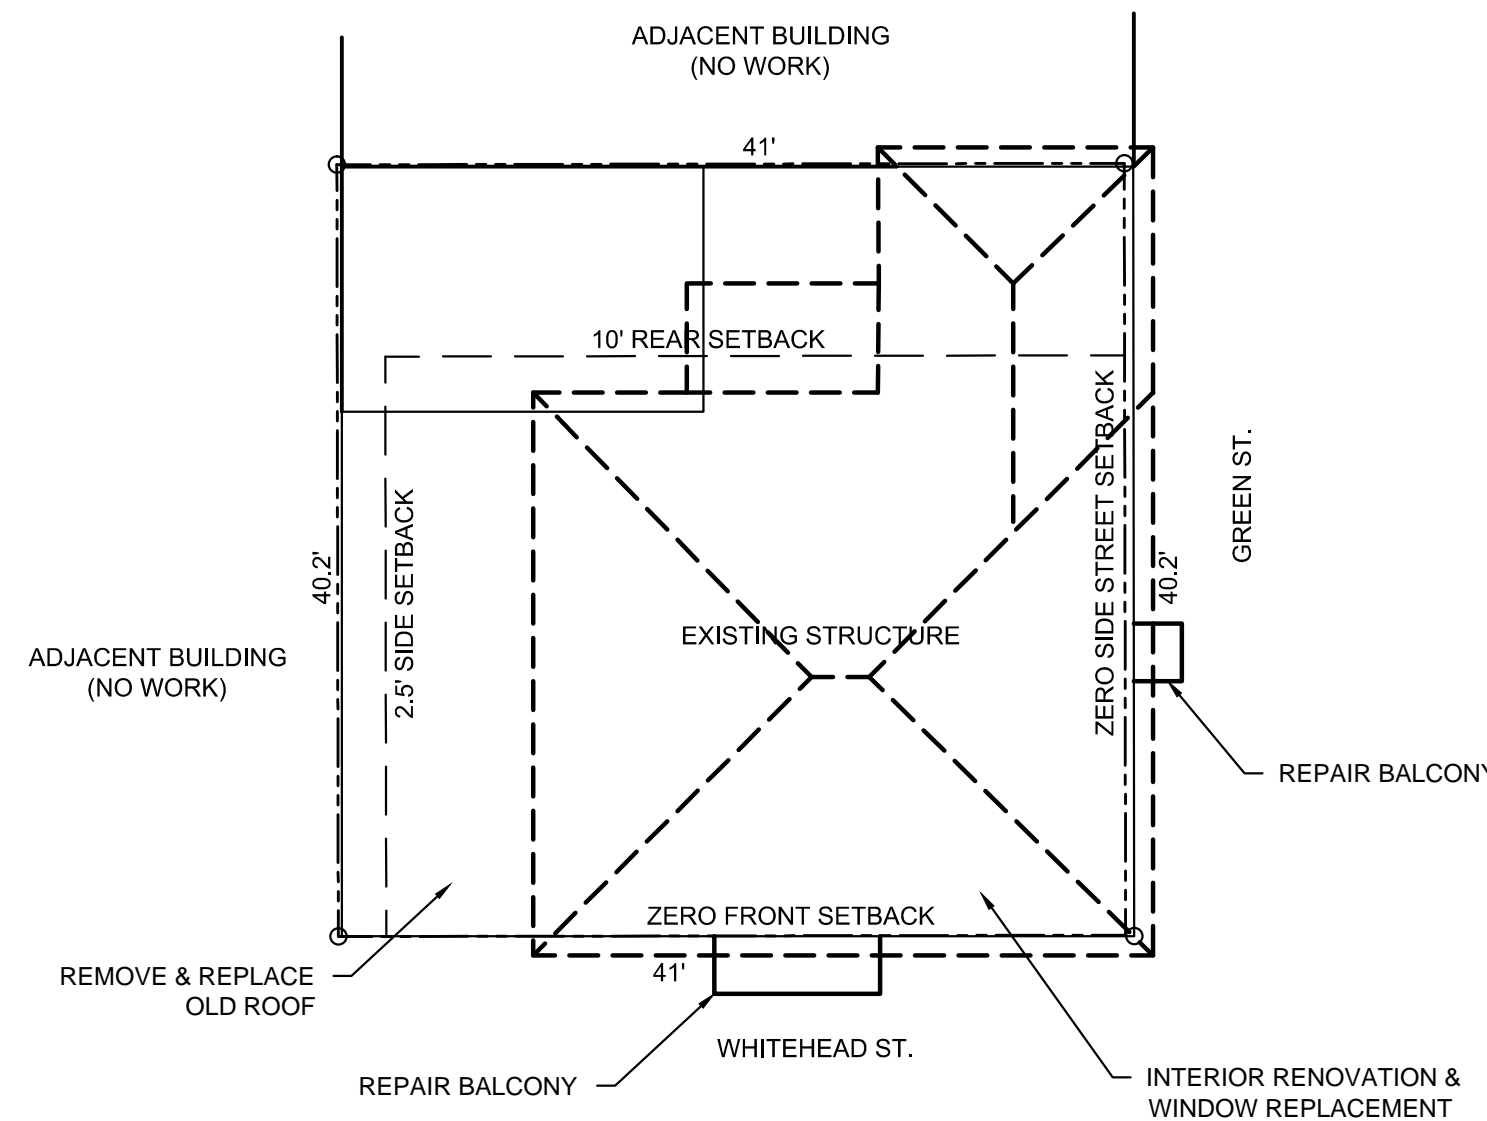 ADJACENT BUILDING
(NO WORK)
41'
10' REAR SETBACK
ZERO SIDE STREET SETBACK
GREEN ST.
2.5' SIDE SETBACK
40.2'
40.2'
EXISTING STRUCTURE
ADJACENT BUILDING
(NO WORK)
REPAIR BALCONY
ZERO FRONT SETBACK
41'
REMOVE & REPLACE
OLD ROOF
WHITEHEAD ST.
REPAIR BALCONY
INTERIOR RENOVATION &
WINDOW REPLACEMENT